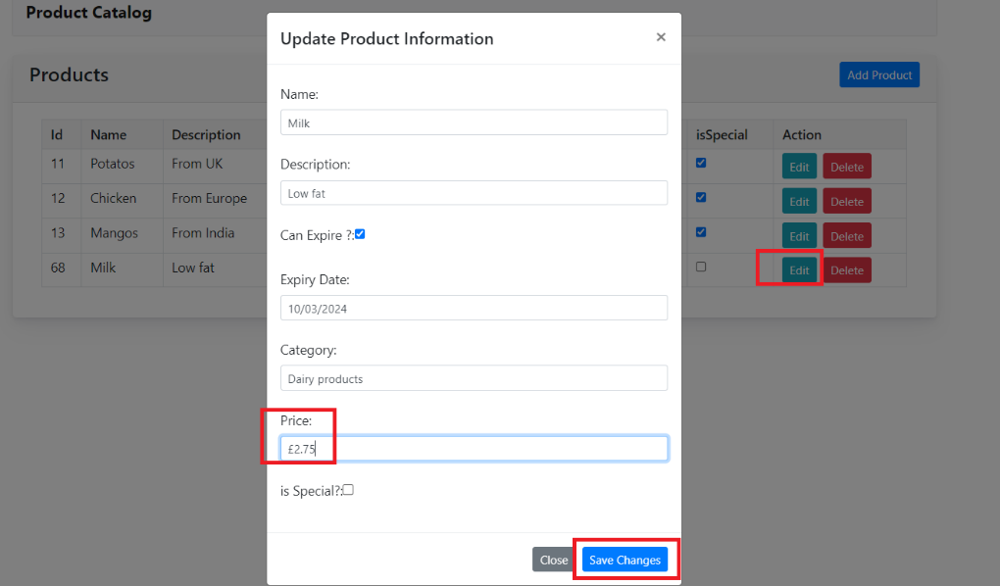 Product Catalog
Update Product Information ×
Products
Add Product
Name:
Milk
Id Name Description isSpecial Action
11 Potatos From UK Edit Delete
Description:
Low fat
12 Chicken From Europe Edit Delete
Can Expire ?:
13 Mangos From India Edit Delete
68 Milk Low fat Edit Delete
Expiry Date:
10/03/2024
Category:
Dairy products
Price:
£2.75
is Special?:
Close Save Changes